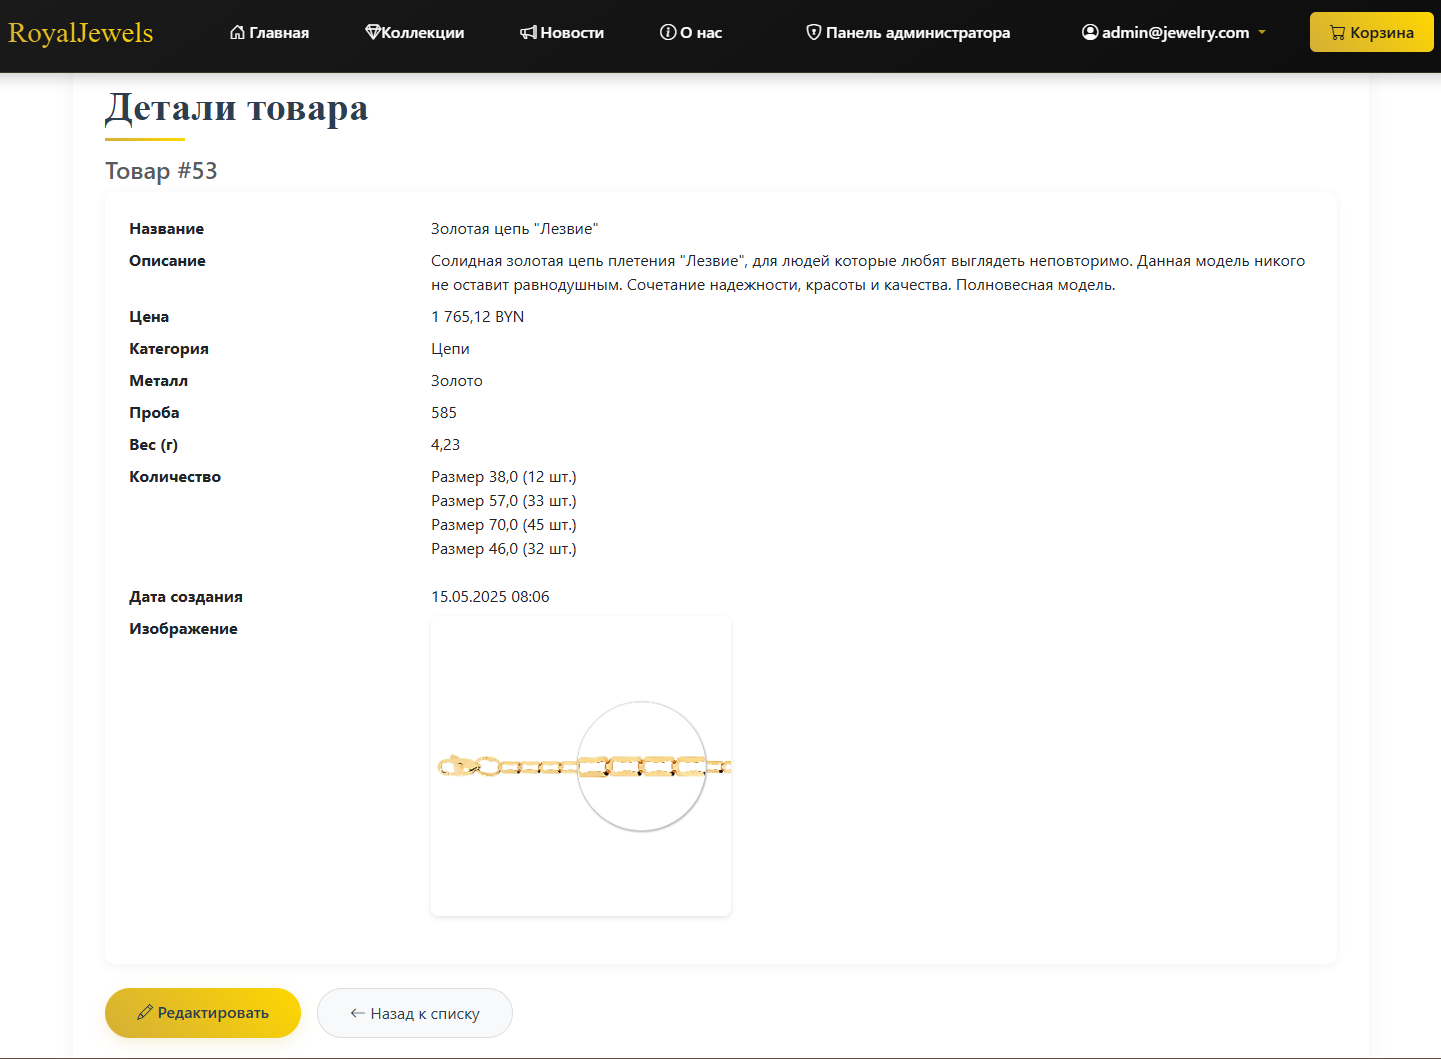 RoyalJewels
Главная
Коллекции
Новости
О нас
Панель администратора
admin@jewelry.com
Корзина
Детали товара
Товар #53
Название
Золотая цепь "Лезвие"
Описание
Солидная золотая цепь плетения "Лезвие", для людей которые любят выглядеть неповторимо. Данная модель никого
не оставит равнодушным. Сочетание надежности, красоты и качества. Полновесная модель.
Цена
1 765,12 BYN
Категория
Цепи
Металл
Золото
Проба
585
Вес (г)
4,23
Количество
Размер 38,0 (12 шт.)
Размер 57,0 (33 шт.)
Размер 70,0 (45 шт.)
Размер 46,0 (32 шт.)
Дата создания
15.05.2025 08:06
Изображение
Редактировать
Назад к списку